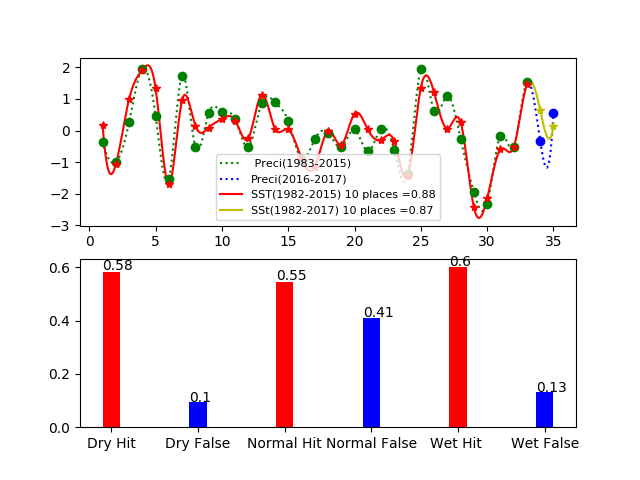 2
1
0
−1
−2
−3
Preci(1983-2015)
Preci(2016-2017)
SST(1982-2015) 10 places =0.88
SSt(1982-2017) 10 places =0.87
0 5 10 15 20 25 30 35
0.6
0.4
0.2
0.0
0.58 0.1 0.55 0.41 0.6 0.13
Dry Hit Dry False Normal Hit Normal False Wet Hit Wet False